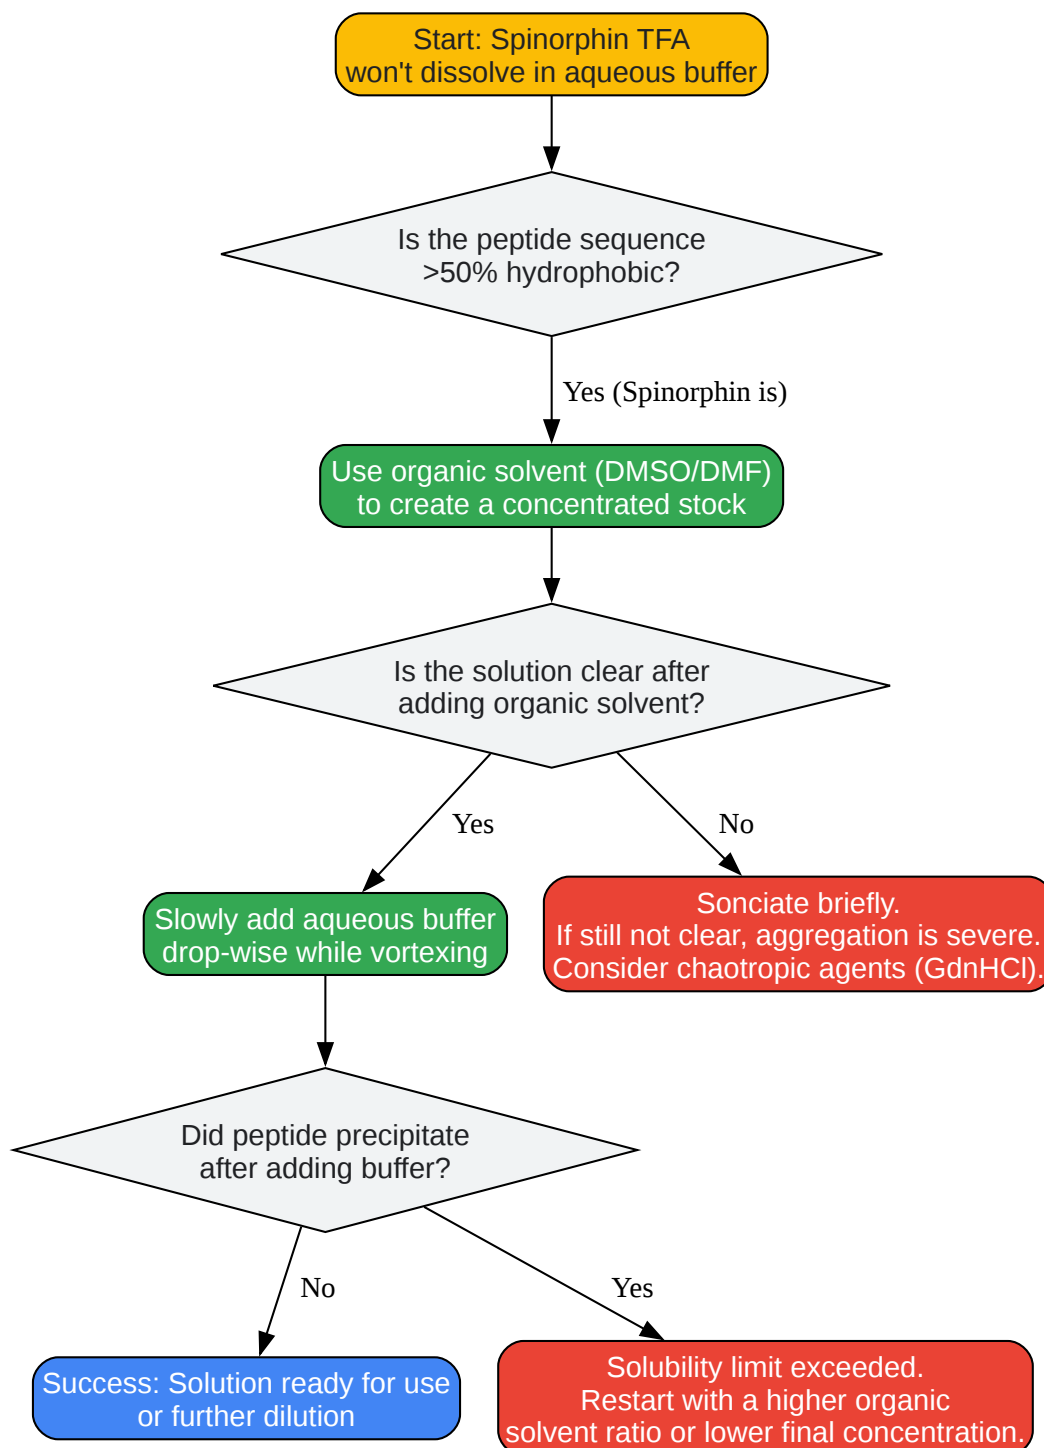 Start: Spinorphin TFA
won't dissolve in aqueous buffer
Is the peptide sequence
>50% hydrophobic?
Yes (Spinorphin is)
Use organic solvent (DMSO/DMF)
to create a concentrated stock
Is the solution clear after
adding organic solvent?
Yes
No
Slowly add aqueous buffer
drop-wise while vortexing
Sonciate briefly.
If still not clear, aggregation is severe.
Consider chaotropic agents (GdnHCl).
Did peptide precipitate
after adding buffer?
No
Yes
Success: Solution ready for use
or further dilution
Solubility limit exceeded.
Restart with a higher organic
solvent ratio or lower final concentration.